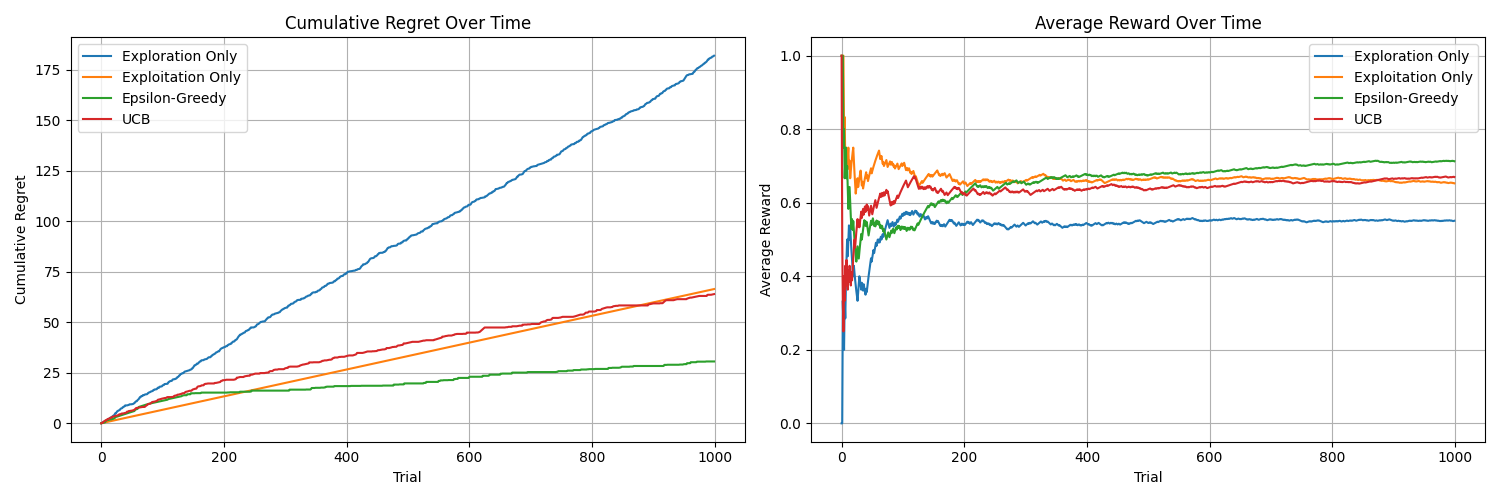 Cumulative Regret Over Time
Cumulative Regret
175
150
125
100
75
50
25
0
0 200 400 600 800 1000
Trial
Exploration Only
Exploitation Only
Epsilon-Greedy
UCB
Average Reward Over Time
Average Reward
1.0
0.8
0.6
0.4
0.2
0.0
0 200 400 600 800 1000
Trial
Exploration Only
Exploitation Only
Epsilon-Greedy
UCB